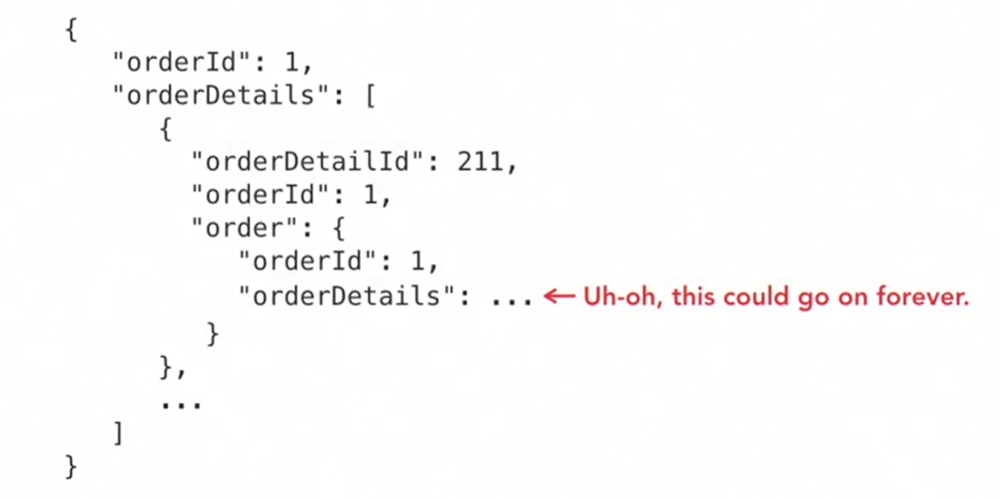 {
"orderId": 1,
"orderDetails": [
{
"orderDetailId": 211,
"orderId": 1,
"order": {
"orderId": 1,
"orderDetails": ... ← Uh-oh, this could go on forever.
}
},
...
]
}